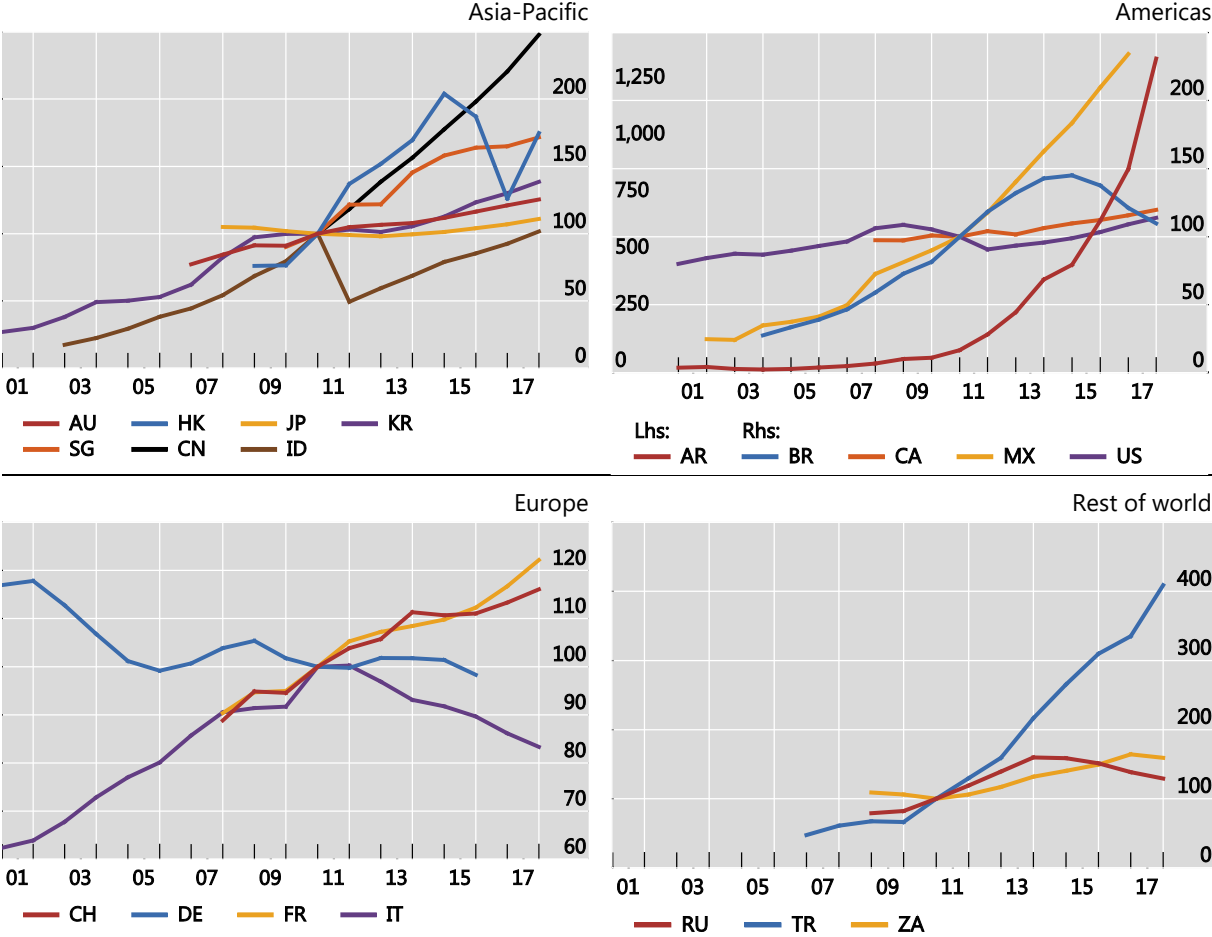 Asia-Pacific
200
150
100
50
0
01 03 05 07 09 11 13 15 17
AU HK JP KR
SG CN ID
Americas
1,250
1,000
750
500
250
0
200
150
100
50
0
01 03 05 07 09 11 13 15 17
Lhs: Rhs:
AR BR CA MX US
Europe
120
110
100
90
80
70
60
01 03 05 07 09 11 13 15 17
CH DE FR IT
Rest of world
400
300
200
100
0
01 03 05 07 09 11 13 15 17
RU TR ZA